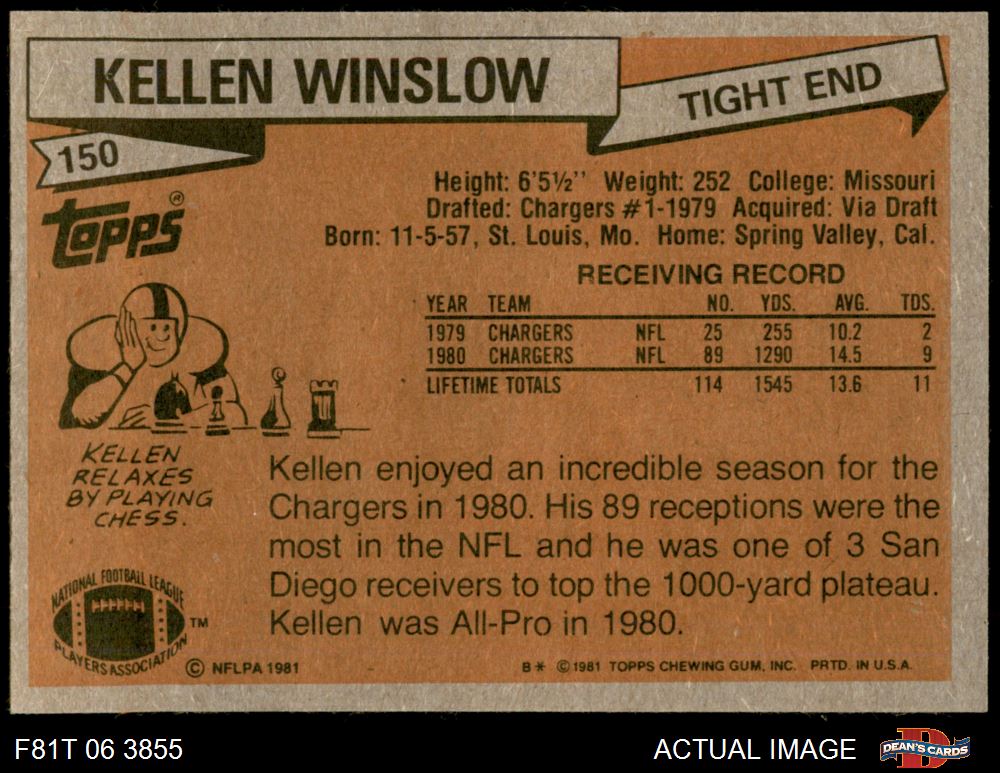 KELLEN WINSLOW
TIGHT END
150
Topps®
Height: 6'5½'' Weight: 252 College: Missouri
Drafted: Chargers #1-1979 Acquired: Via Draft
Born: 11-5-57, St. Louis, Mo. Home: Spring Valley, Cal.
RECEIVING RECORD
YEAR TEAM NO. YDS. AVG. TDS.
1979 CHARGERS NFL 25 255 10.2 2
1980 CHARGERS NFL 89 1290 14.5 9
LIFETIME TOTALS 114 1545 13.6 11
KELLEN
RELAXES
BY PLAYING
CHESS.
Kellen enjoyed an incredible season for the
Chargers in 1980. His 89 receptions were the
most in the NFL and he was one of 3 San
Diego receivers to top the 1000-yard plateau.
Kellen was All-Pro in 1980.
NATIONAL FOOTBALL LEAGUE
PLAYERS ASSOCIATION
TM
© NFLPA 1981
B* © 1981 TOPPS CHEWING GUM, INC. PRTD. IN U.S.A.
F81T 06 3855
ACTUAL IMAGE
DEAN'S CARDS